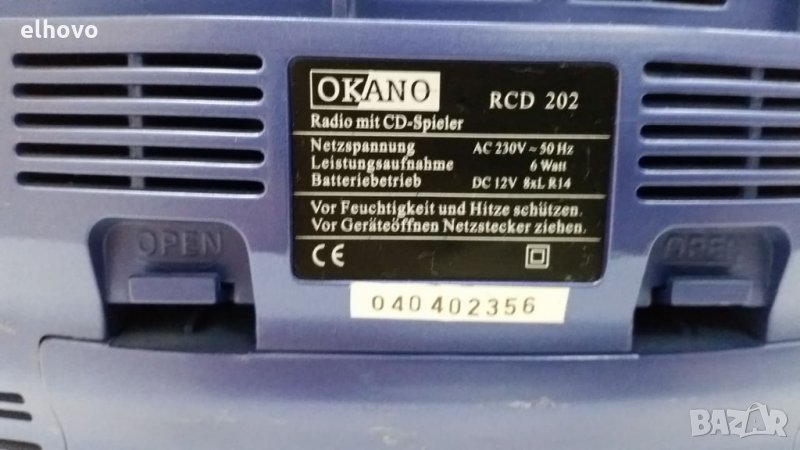 elhovo
OKANO RCD 202
Radio mit CD-Spieler
Netzspannung AC 230V ~ 50 Hz
Leistungsaufnahme 6 Watt
Batteriebetrieb DC 12V 8xL R14
Vor Feuchtigkeit und Hitze schützen.
Vor Geräteöffnen Netzstecker ziehen.
CE
OPEN OPEN
040402356
BAZAR